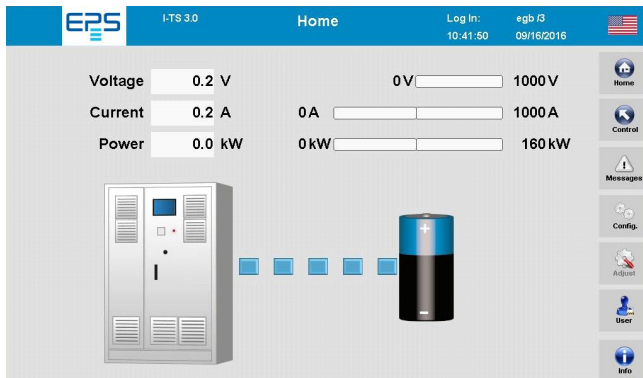 EPS
I-TS 3.0
Home
Log In:
egb /3
10:41:50
09/16/2016
Voltage 0.2 V 0 V 1000 V
Current 0.2 A 0 A 1000 A
Power 0.0 kW 0 kW 160 kW
Home
Control
Messages
Config.
Adjust
User
Info
+
-